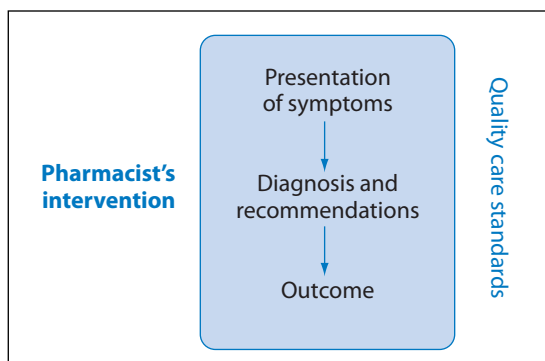 Presentation
of symptoms
Pharmacist's
intervention
Diagnosis and
recommendations
Outcome
Quality care standards